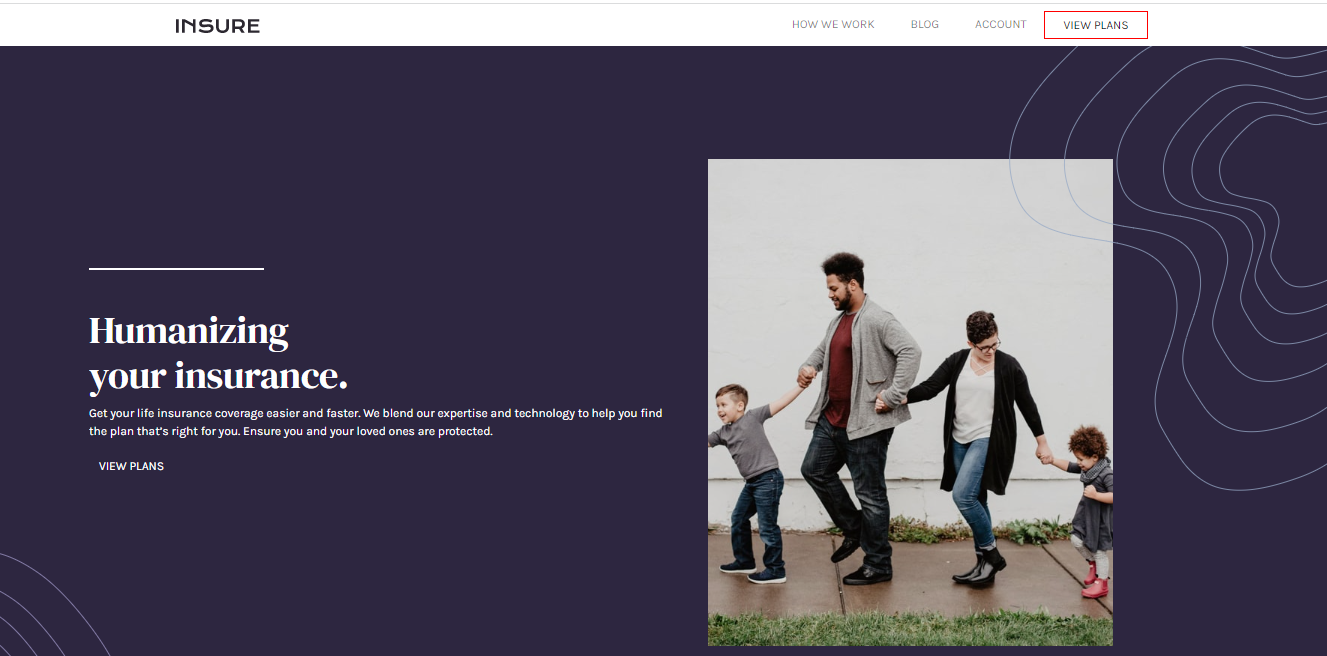 INSURE
HOW WE WORK
BLOG
ACCOUNT
VIEW PLANS
Humanizing
your insurance.
Get your life insurance coverage easier and faster. We blend our expertise and technology to help you find
the plan that's right for you. Ensure you and your loved ones are protected.
VIEW PLANS